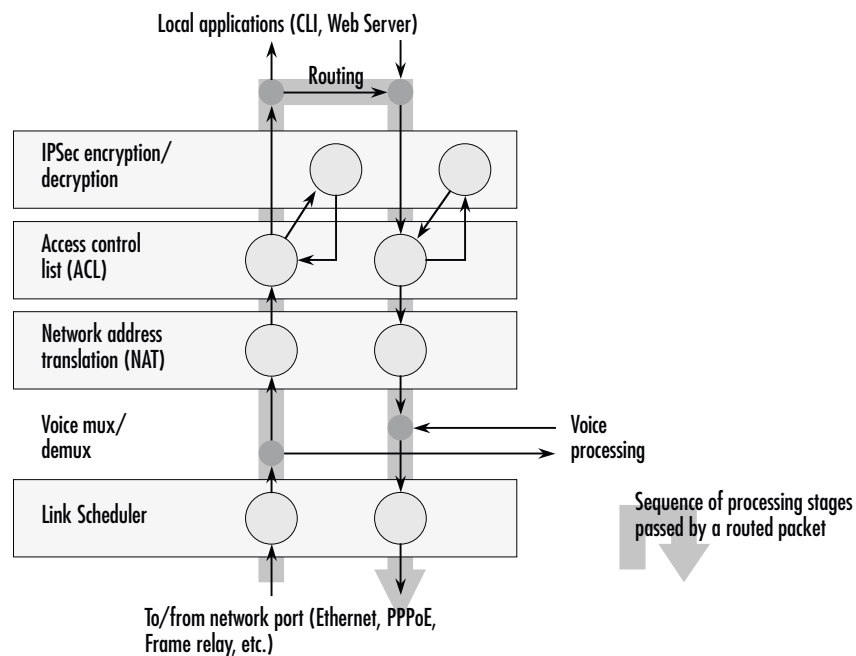 Local applications (CLI, Web Server)
Routing
IPSec encryption/
decryption
Access control
list (ACL)
Network address
translation (NAT)
Voice mux/
demux
Voice
processing
Link Scheduler
Sequence of processing stages
passed by a routed packet
To/from network port (Ethernet, PPPoE,
Frame relay, etc.)